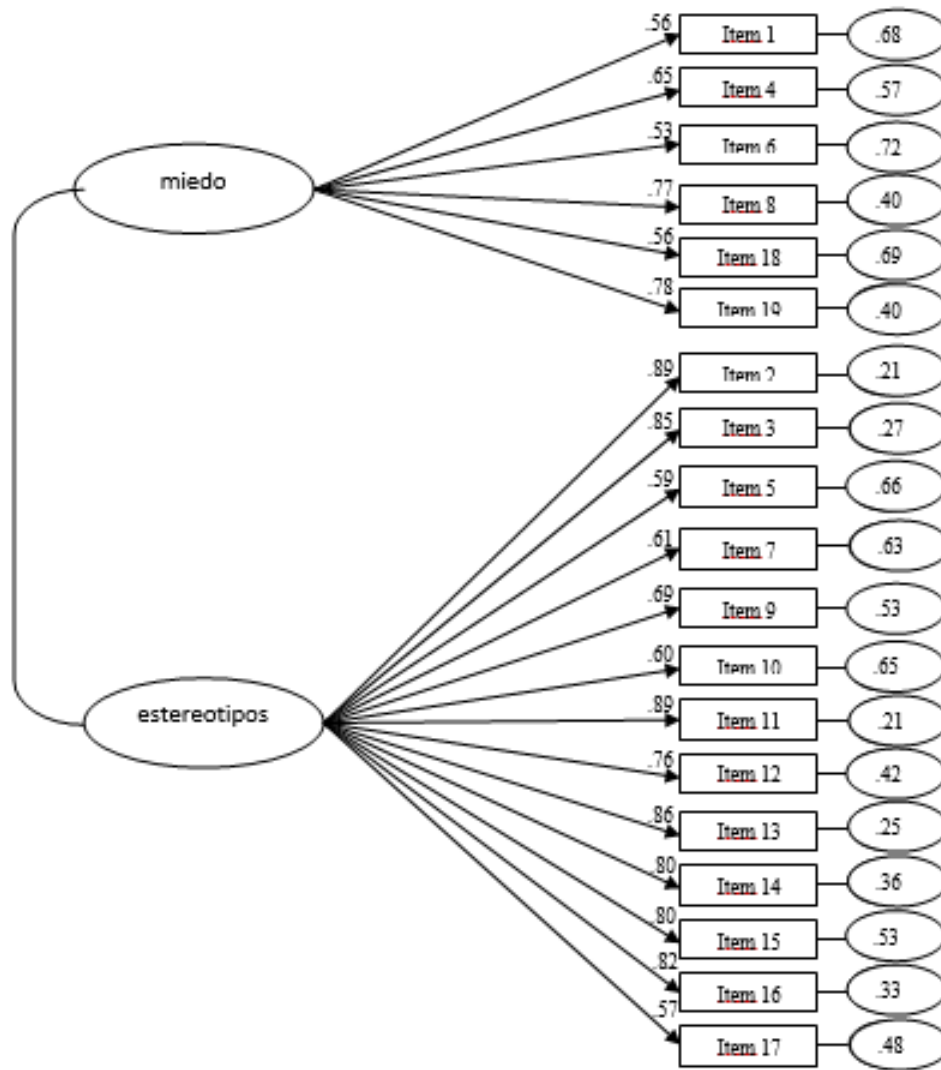 .56 Item 1 .68
.65 Item 4 .57
.53 Item 6 .72
miedo
.77 Item 8 .40
.56 Item 18 .69
.78 Item 19 .40
.89 Item 2 .21
.85 Item 3 .27
.59 Item 5 .66
.61 Item 7 .63
.69 Item 9 .53
.60 Item 10 .65
estereotipos
.89 Item 11 .21
.76 Item 12 .42
.86 Item 13 .25
.80 Item 14 .36
.80 Item 15 .53
.82 Item 16 .33
.57 Item 17 .48